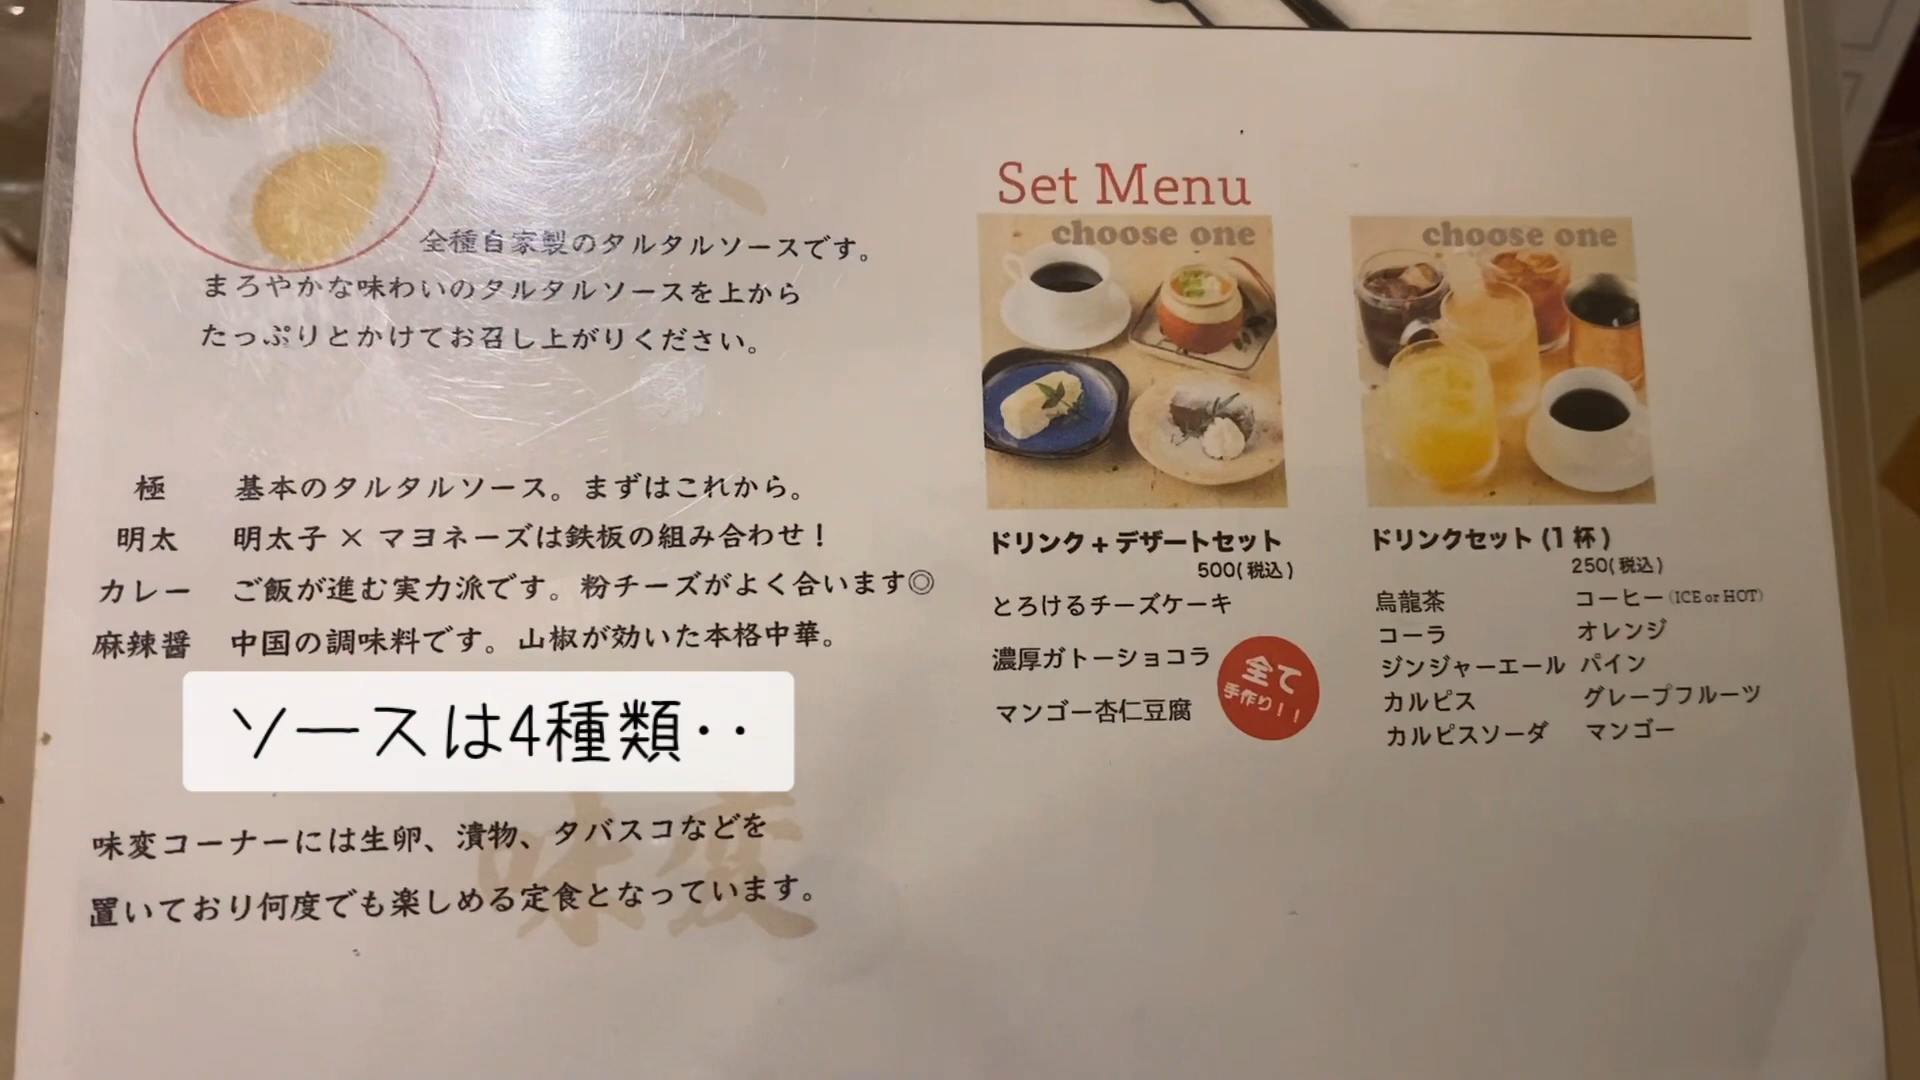 全種自家製のタルタルソースです。
まろやかな味わいのタルタルソースを上から
たっぷりとかけてお召し上がりください。
極 基本のタルタルソース。まずはこれから。
明太 明太子 × マヨネーズは鉄板の組み合わせ！
カレー ご飯が進む実力派です。粉チーズがよく合います◎
麻辣醤 中国の調味料です。山椒が効いた本格中華。
ソースは4種類‥
味変
味変コーナーには生卵、漬物、タバスコなどを
置いており何度でも楽しめる定食となっています。
Set Menu
choose one
ドリンク + デザートセット
500(税込)
とろけるチーズケーキ
濃厚ガトーショコラ
マンゴー杏仁豆腐
全て
手作り！！
choose one
ドリンクセット (1 杯)
250(税込)
烏龍茶 コーヒー(ICE or HOT)
コーラ オレンジ
ジンジャーエール パイン
カルピス グレープフルーツ
カルピスソーダ マンゴー